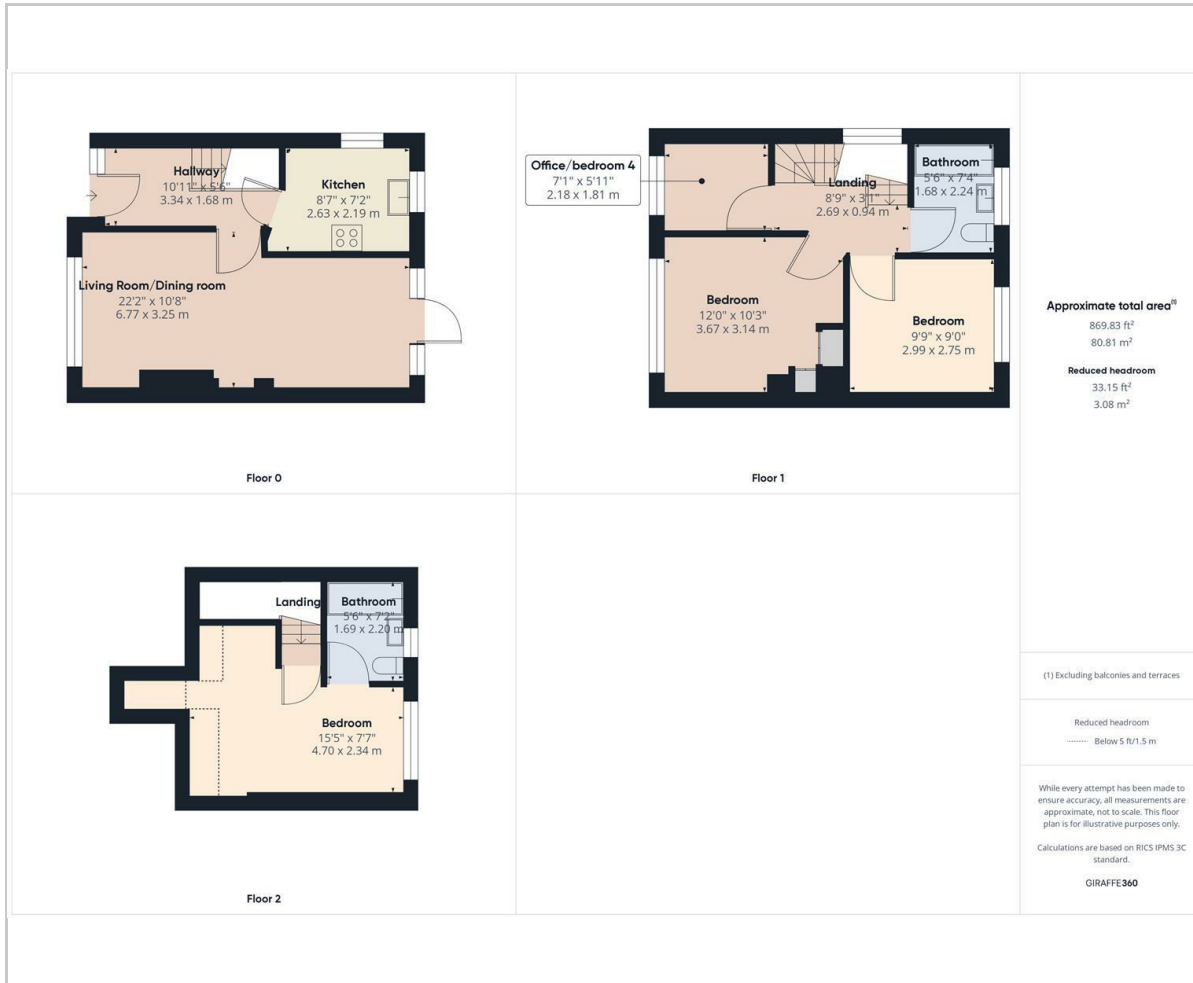 Hallway
10'11" x 5'6"
3.34 x 1.68 m
Kitchen
8'7" x 7'2"
2.63 x 2.19 m
Living Room/Dining room
22'2" x 10'8"
6.77 x 3.25 m
Floor 0
Office/bedroom 4
7'1" x 5'11"
2.18 x 1.81 m
Landing
8'9" x 3'1"
2.69 x 0.94 m
Bathroom
5'6" x 7'4"
1.68 x 2.24 m
Bedroom
12'0" x 10'3"
3.67 x 3.14 m
Bedroom
9'9" x 9'0"
2.99 x 2.75 m
Floor 1
Landing
Bathroom
5'6" x 7'2"
1.69 x 2.20 m
Bedroom
15'5" x 7'7"
4.70 x 2.34 m
Floor 2
Approximate total area(1)
869.83 ft²
80.81 m²
Reduced headroom
33.15 ft²
3.08 m²
(1) Excluding balconies and terraces
Reduced headroom
Below 5 ft/1.5 m
While every attempt has been made to
ensure accuracy, all measurements are
approximate, not to scale. This floor
plan is for illustrative purposes only.
Calculations are based on RICS IPMS 3C
standard.
GIRAFFE360